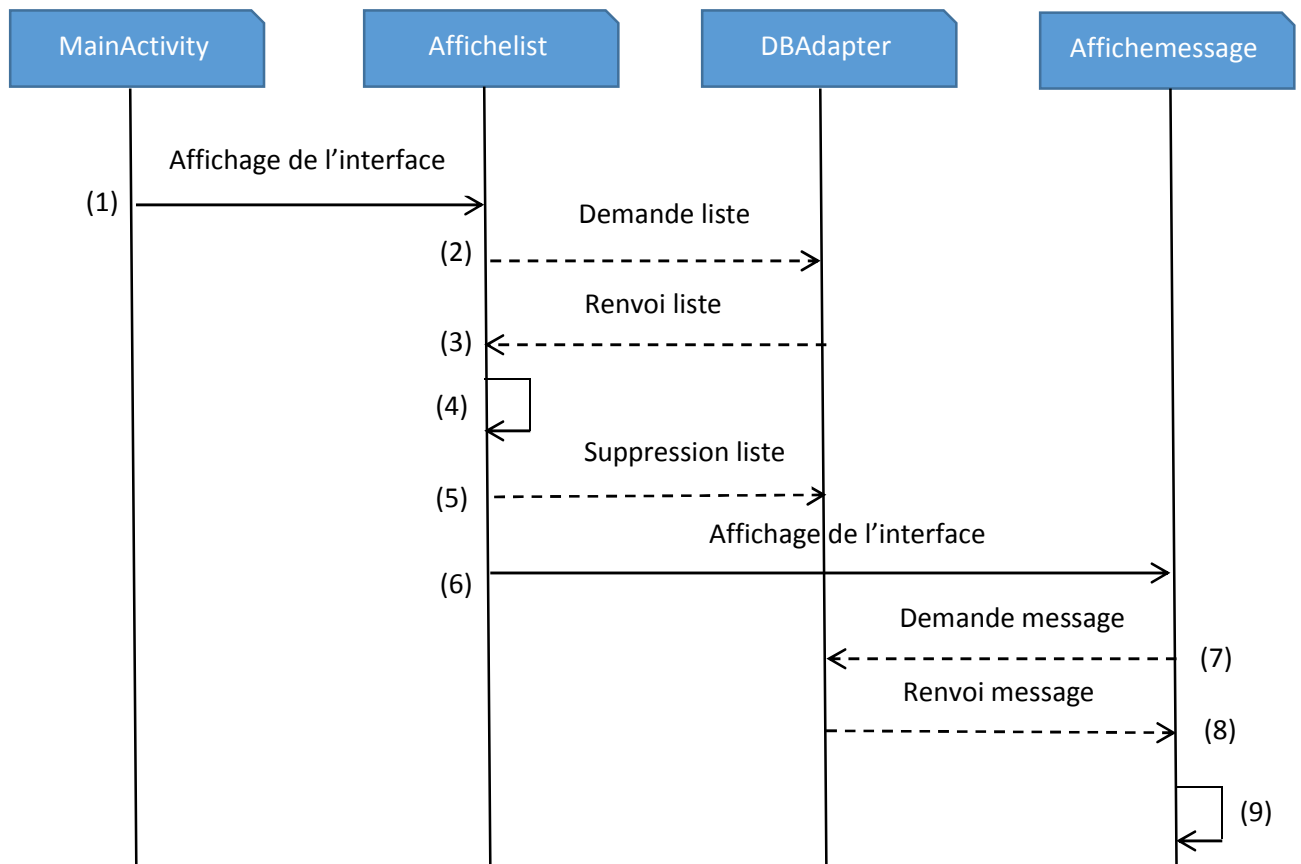 MainActivity
Affichelist
DBAdapter
Affichemessage
Affichage de l’interface
(1)
Demande liste
(2)
Renvoi liste
(3)
(4)
Suppression liste
(5)
Affichage de l’interface
(6)
Demande message
(7)
Renvoi message
(8)
(9)